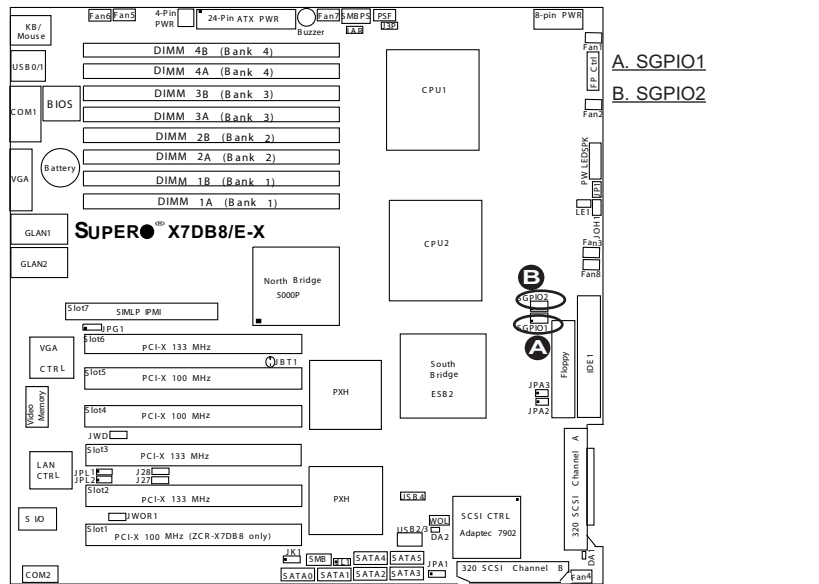 KB/
Mouse
Fan6
Fan5
4-Pin
PWR
24-Pin ATX PWR
Buzzer
Fan7
SMBPS
JAR
PSF
J3P
8-pin PWR
Fan1
FP Ctrl
Fan2
A. SGPIO1
B. SGPIO2
USB0/1
COM1
BIOS
Battery
VGA
GLAN1
GLAN2
DIMM 4B (Bank 4)
DIMM 4A (Bank 4)
DIMM 3B (Bank 3)
DIMM 3A (Bank 3)
DIMM 2B (Bank 2)
DIMM 2A (Bank 2)
DIMM 1B (Bank 1)
DIMM 1A (Bank 1)
SUPER® X7DB8/E-X
CPU1
CPU2
PW LEDSPK
JP1
LE1
JOH1
Fan3
Fan8
North Bridge
5000P
B
SGPIO2
SGPIO1
A
Slot7
SIMLP IPMI
JPG1
VGA
CTRL
Slot6
PCI-X 133 MHz
JBT1
Slot5
PCI-X 100 MHz
PXH
South
Bridge
ESB2
Floppy
IDE1
Video
Memory
Slot4
PCI-X 100 MHz
JPA3
JPA2
JWD
Slot3
PCI-X 133 MHz
LAN
CTRL
JPL1
JPL2
J28
J27
Slot2
PCI-X 133 MHz
PXH
320 SCSI Channel A
S I/O
JWOR1
Slot1
PCI-X 100 MHz (ZCR-X7DB8 only)
USB4
USB2/3
WOL
DA2
SCSI CTRL
Adaptec 7902
DA1
COM2
JK1
SMB
JL1
SATA4
SATA5
SATA0
SATA1
SATA2
SATA3
JPA1
320 SCSI Channel B
Fan4